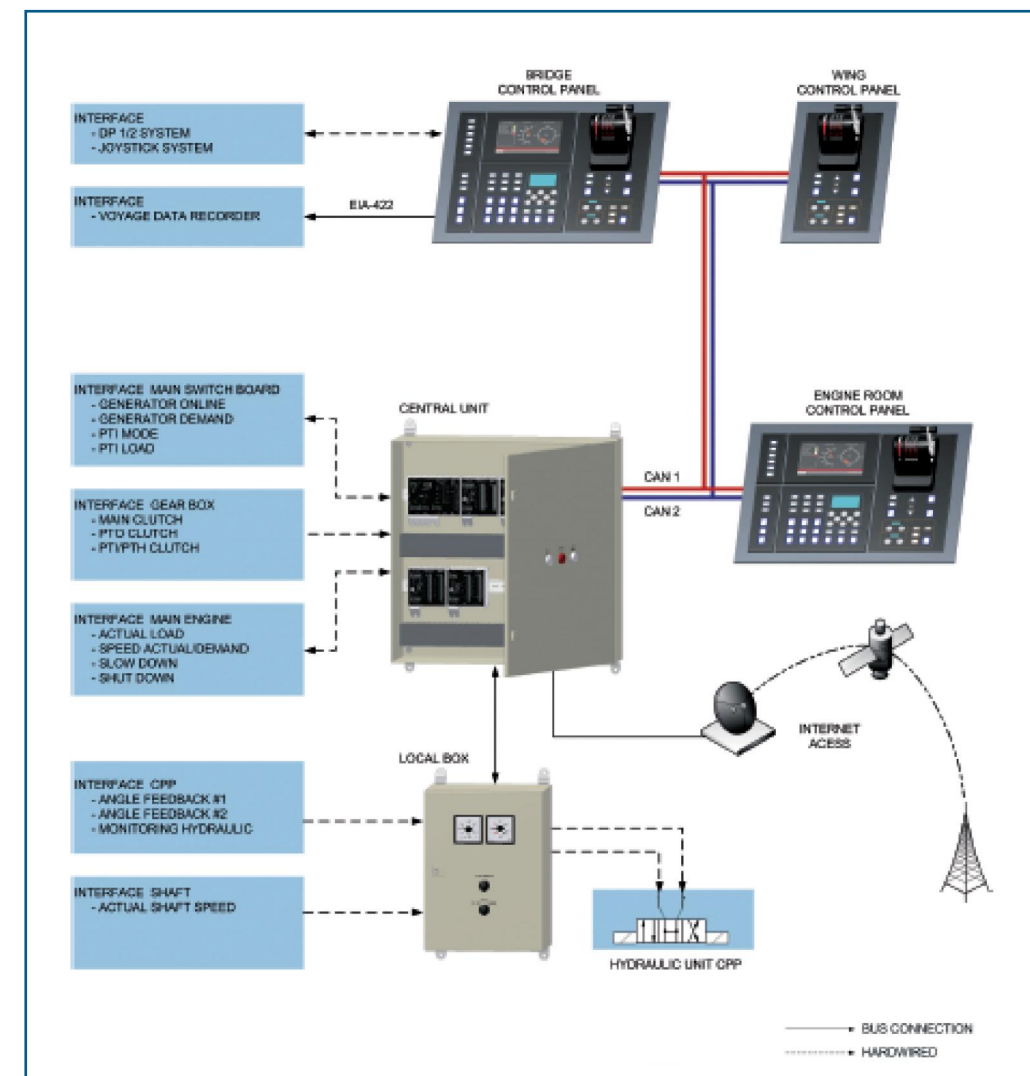 BRIDGE
CONTROL PANEL
WING
CONTROL PANEL
INTERFACE
- DP 1/2 SYSTEM
- JOYSTICK SYSTEM
INTERFACE
- VOYAGE DATA RECORDER
EIA-422
INTERFACE MAIN SWITCH BOARD
- GENERATOR ONLINE
- GENERATOR DEMAND
- PTI MODE
- PTI LOAD
CENTRAL UNIT
ENGINE ROOM
CONTROL PANEL
CAN 1
CAN 2
INTERFACE GEAR BOX
- MAIN CLUTCH
- PTO CLUTCH
- PTI/PTH CLUTCH
INTERFACE MAIN ENGINE
- ACTUAL LOAD
- SPEED ACTUAL/DEMAND
- SLOW DOWN
- SHUT DOWN
INTERNET
ACESS
LOCAL BOX
INTERFACE CPP
- ANGLE FEEDBACK #1
- ANGLE FEEDBACK #2
- MONITORING HYDRAULIC
INTERFACE SHAFT
- ACTUAL SHAFT SPEED
HYDRAULIC UNIT CPP
BUS CONNECTION
HARDWIRED